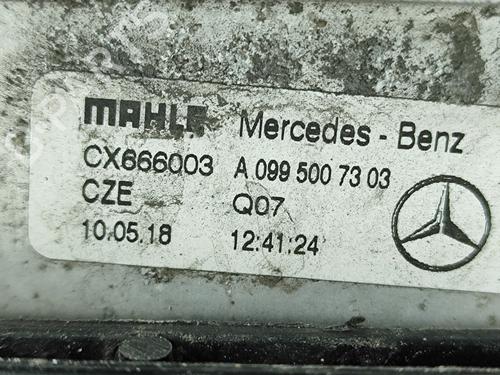 MAHLE Mercedes - Benz
CX666003 A 099 500 73 03
CZE Q07
10.05.18 12:41:24